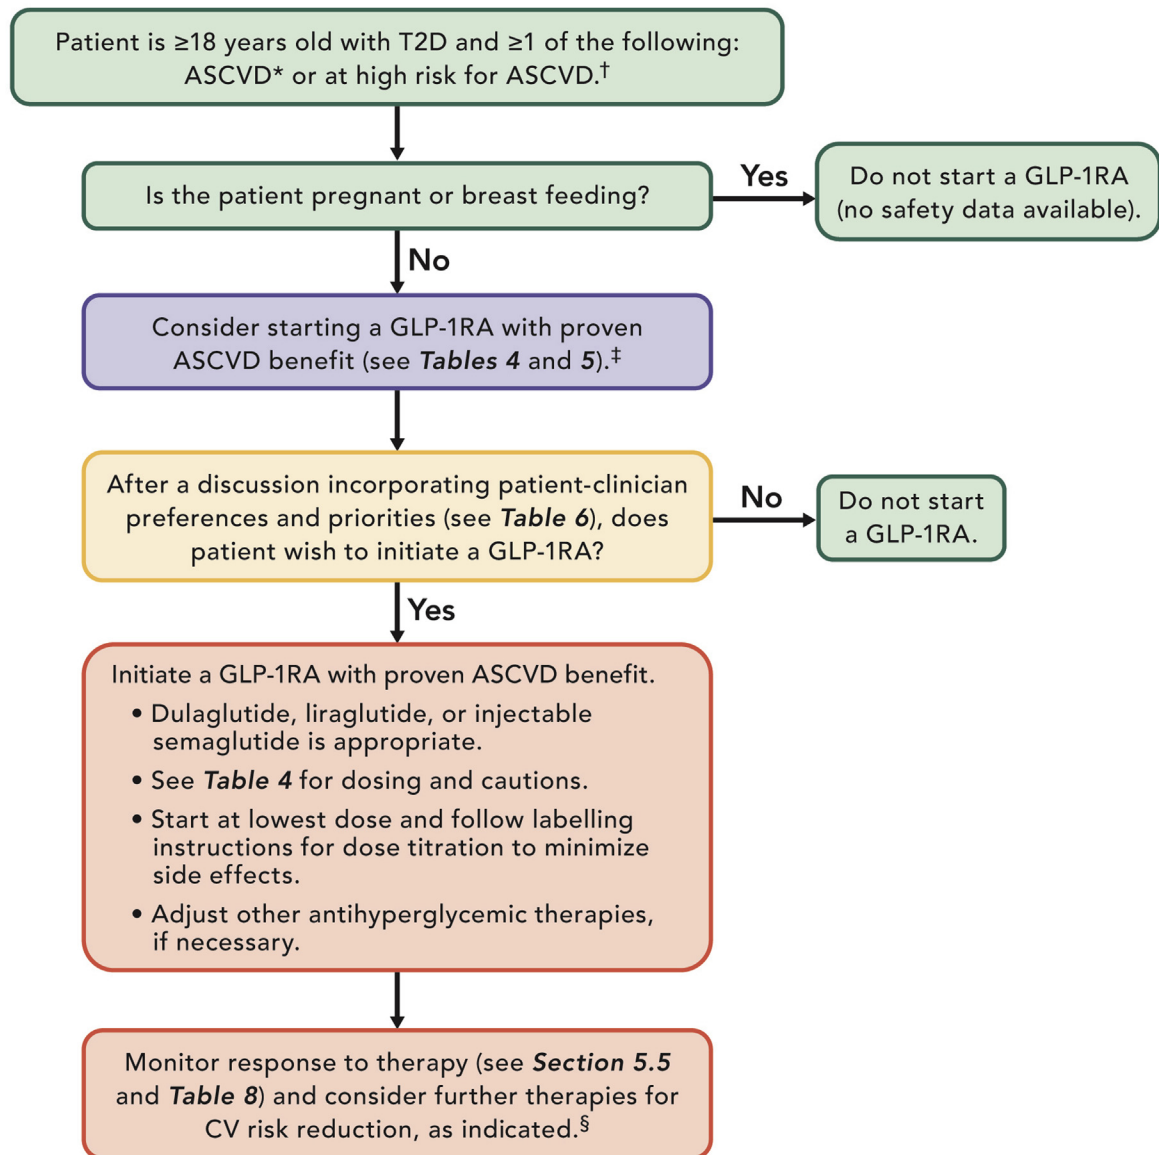 Patient is ≥18 years old with T2D and ≥1 of the following:
ASCVD* or at high risk for ASCVD.†
Is the patient pregnant or breast feeding?
Yes
Do not start a GLP-1RA
(no safety data available).
No
Consider starting a GLP-1RA with proven
ASCVD benefit (see Tables 4 and 5).‡
After a discussion incorporating patient-clinician
preferences and priorities (see Table 6), does
patient wish to initiate a GLP-1RA?
No
Do not start
a GLP-1RA.
Yes
Initiate a GLP-1RA with proven ASCVD benefit.
• Dulaglutide, liraglutide, or injectable
semaglutide is appropriate.
• See Table 4 for dosing and cautions.
• Start at lowest dose and follow labelling
instructions for dose titration to minimize
side effects.
• Adjust other antihyperglycemic therapies,
if necessary.
Monitor response to therapy (see Section 5.5
and Table 8) and consider further therapies for
CV risk reduction, as indicated.§